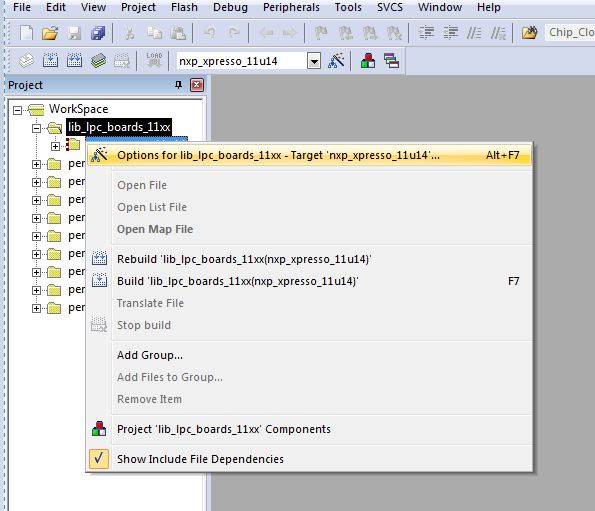 File Edit View Project Flash Debug Peripherals Tools SVCS Window Help
Chip_Clo
LOAD nxp_xpresso_11u14
Project
WorkSpace
lib_lpc_boards_11xx
Options for lib_lpc_boards_11xx - Target 'nxp_xpresso_11u14'... Alt+F7
per
Open File
per
Open List File
per
Open Map File
per
per
Rebuild 'lib_lpc_boards_11xx(nxp_xpresso_11u14)'
per
Build 'lib_lpc_boards_11xx(nxp_xpresso_11u14)' F7
per
Translate File
per
Stop build
Add Group...
Add Files to Group...
Remove Item
Project 'lib_lpc_boards_11xx' Components
Show Include File Dependencies